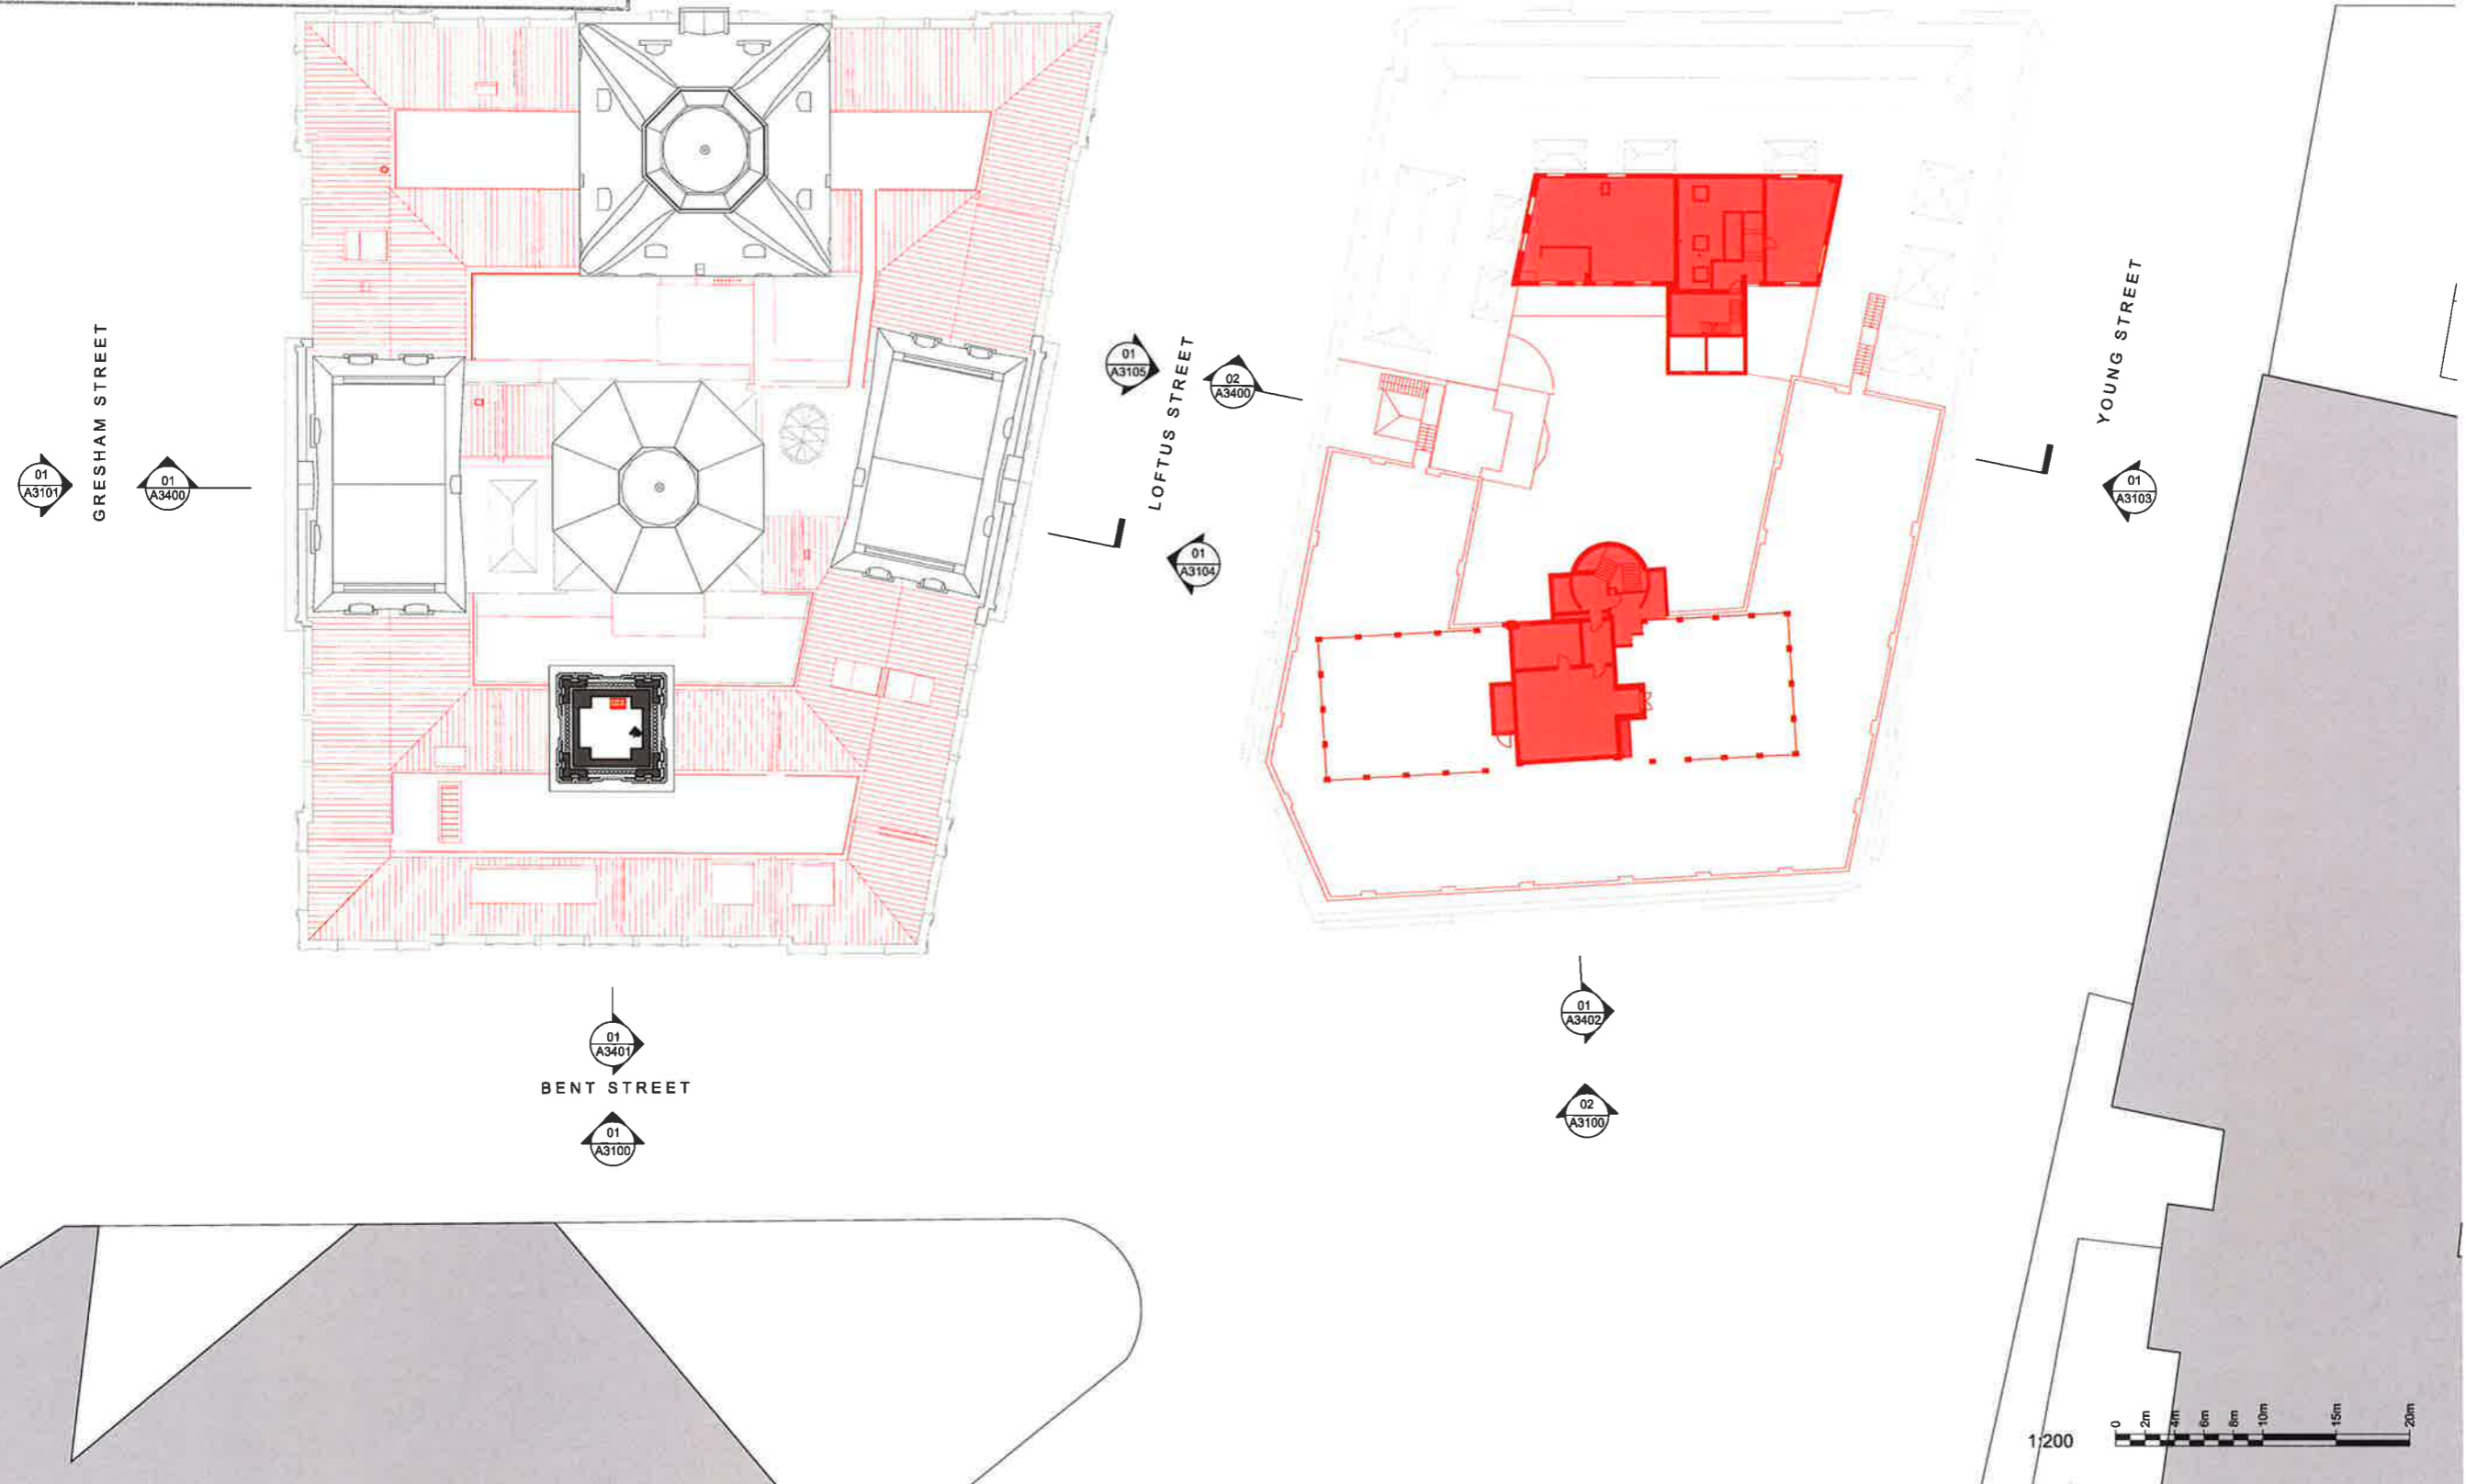 GRESHAM STREET
01
A3101
01
A3400
01
A3105
02
A3400
LOFTUS STREET
01
A3104
YOUNG STREET
01
A3103
01
A3401
BENT STREET
01
A3100
01
A3402
02
A3100
1:200
0 2m 4m 6m 8m 10m 15m 20m